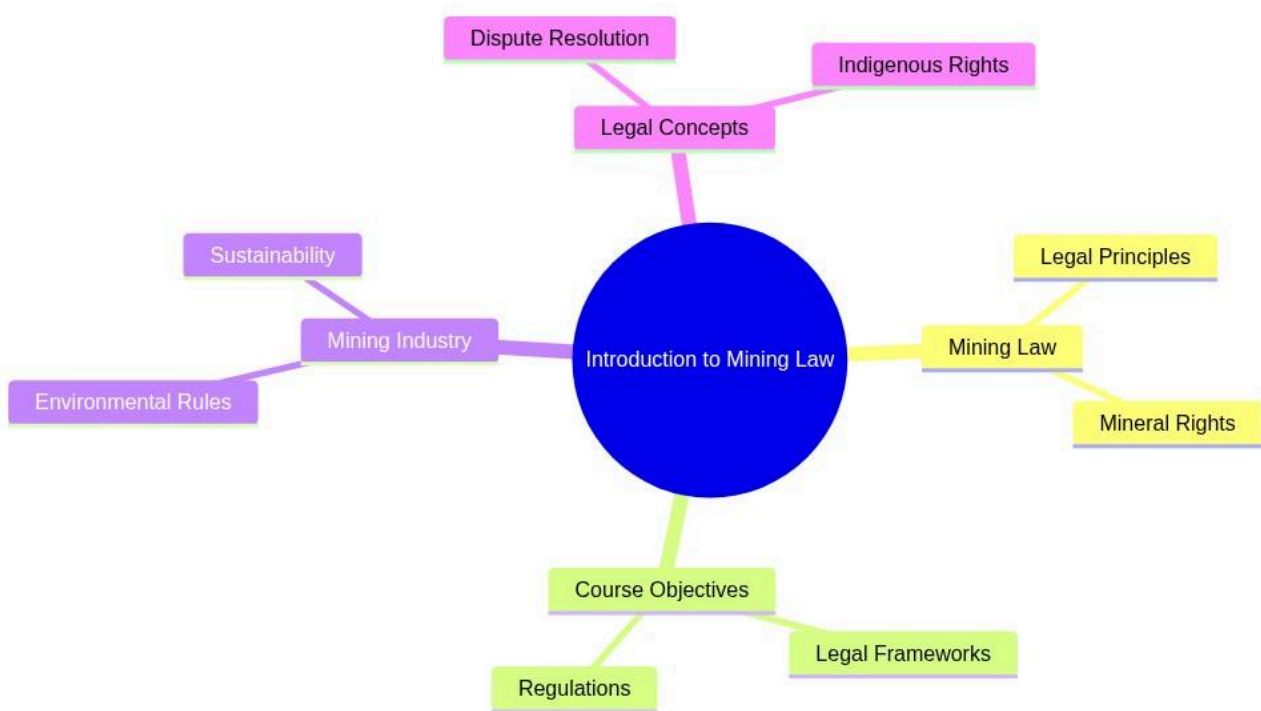 Dispute Resolution
Indigenous Rights
Legal Concepts
Sustainability
Legal Principles
Mining Industry
Introduction to Mining Law
Mining Law
Environmental Rules
Mineral Rights
Course Objectives
Legal Frameworks
Regulations